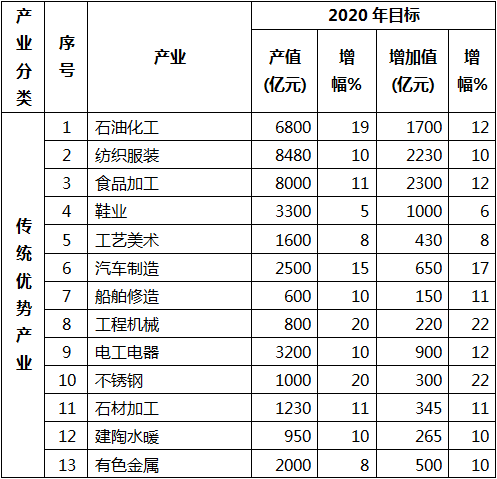 产业分类 序号 产业 2020年目标
产值(亿元) 增幅% 增加值(亿元) 增幅%
传统优势产业
1 石油化工 6800 19 1700 12
2 纺织服装 8480 10 2230 10
3 食品加工 8000 11 2300 12
4 鞋业 3300 5 1000 6
5 工艺美术 1600 8 430 8
6 汽车制造 2500 15 650 17
7 船舶修造 600 10 150 11
8 工程机械 800 20 220 22
9 电工电器 3200 10 900 12
10 不锈钢 1000 20 300 22
11 石材加工 1230 11 345 11
12 建陶水暖 950 10 265 10
13 有色金属 2000 8 500 10